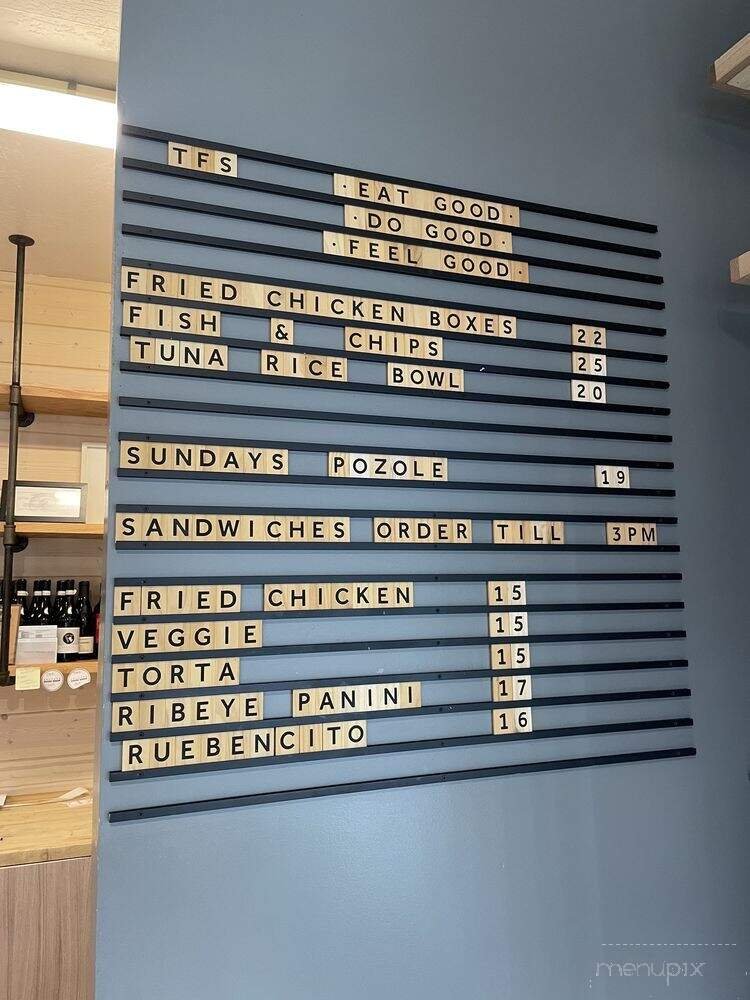 TFS
· EAT GOOD ·
· DO GOOD ·
· FEEL GOOD ·
FRIED CHICKEN BOXES 22
FISH & CHIPS 25
TUNA RICE BOWL 20
SUNDAYS POZOLE 19
SANDWICHES ORDER TILL 3PM
FRIED CHICKEN 15
VEGGIE 15
TORTA 15
RIBEYE PANINI 17
RUEBENCITO 16
menupix